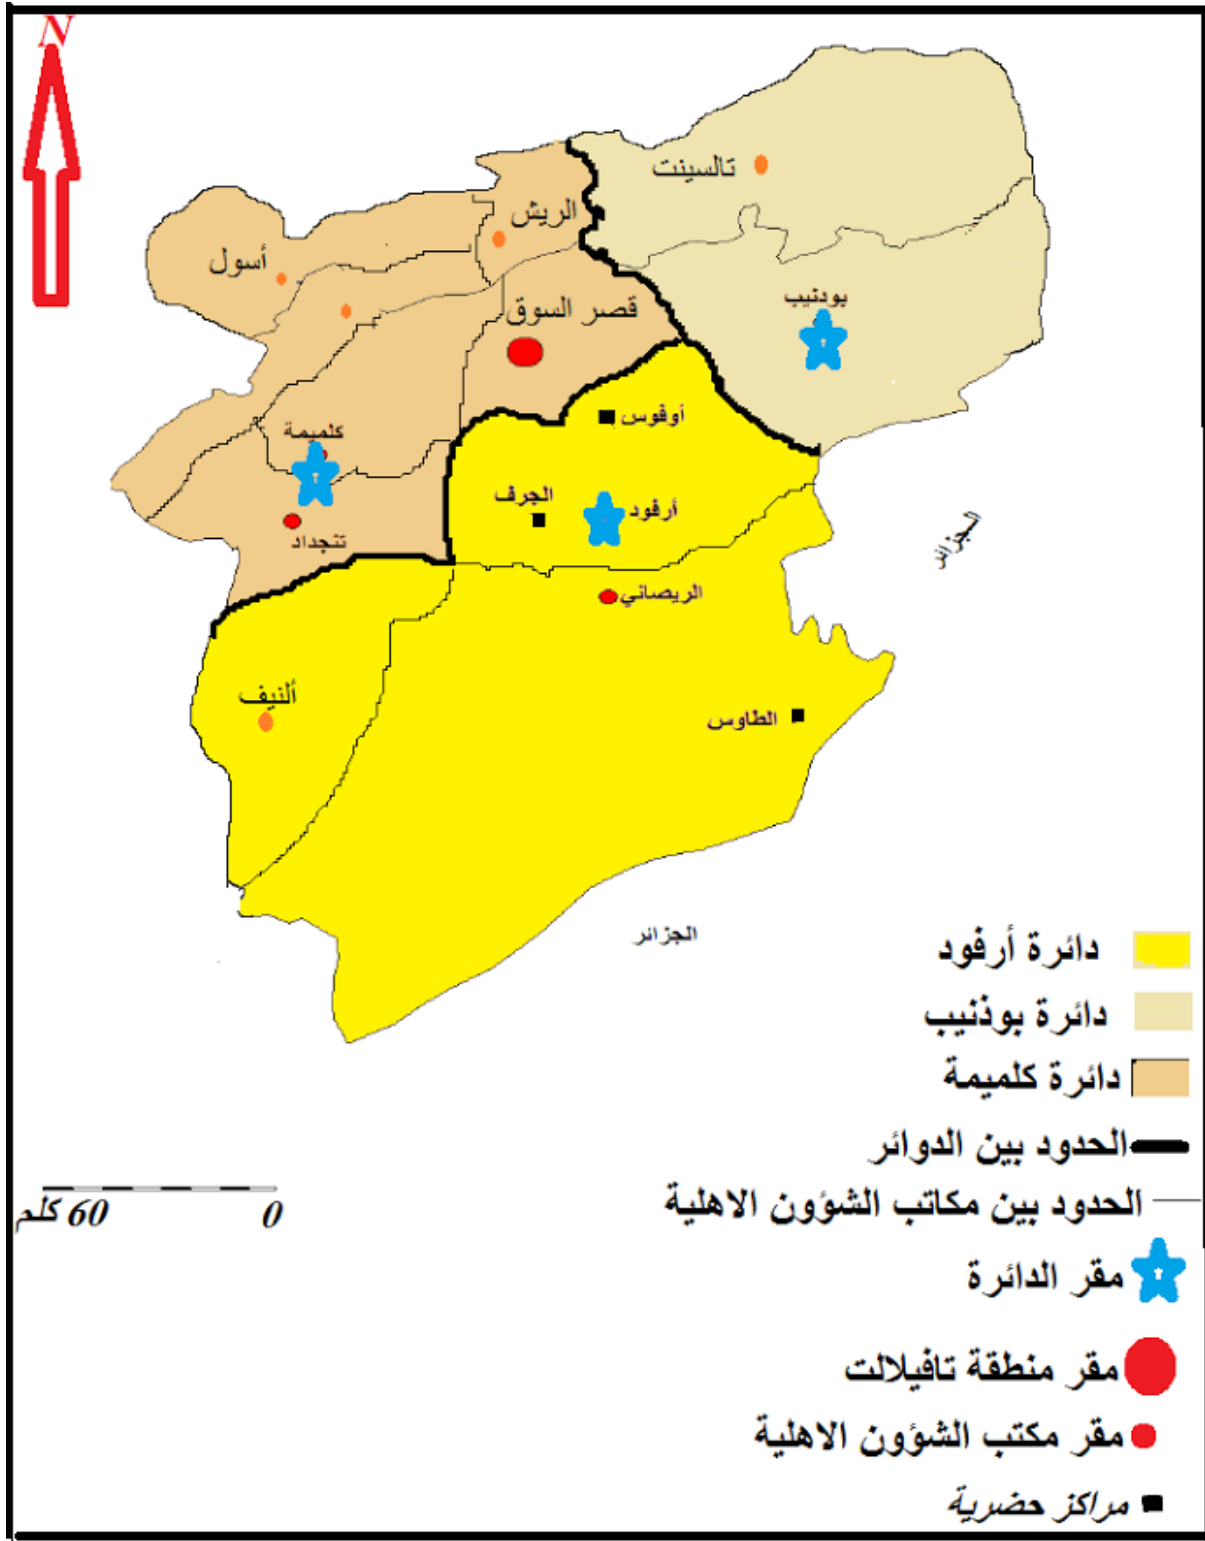 N
تالسينت
الريش
أسول
قصر السوق
بودنيب
أوفوس
كلميمة
الجرف
أرفود
تنجداد
الجزائر
الريصاني
ألنيف
الطاوس
الجزائر
دائرة أرفود
دائرة بوذنيب
دائرة كلميمة
الحدود بين الدوائر
الحدود بين مكاتب الشؤون الاهلية
0 60 كلم
مقر الدائرة
مقر منطقة تافيلالت
مقر مكتب الشؤون الاهلية
مراكز حضرية